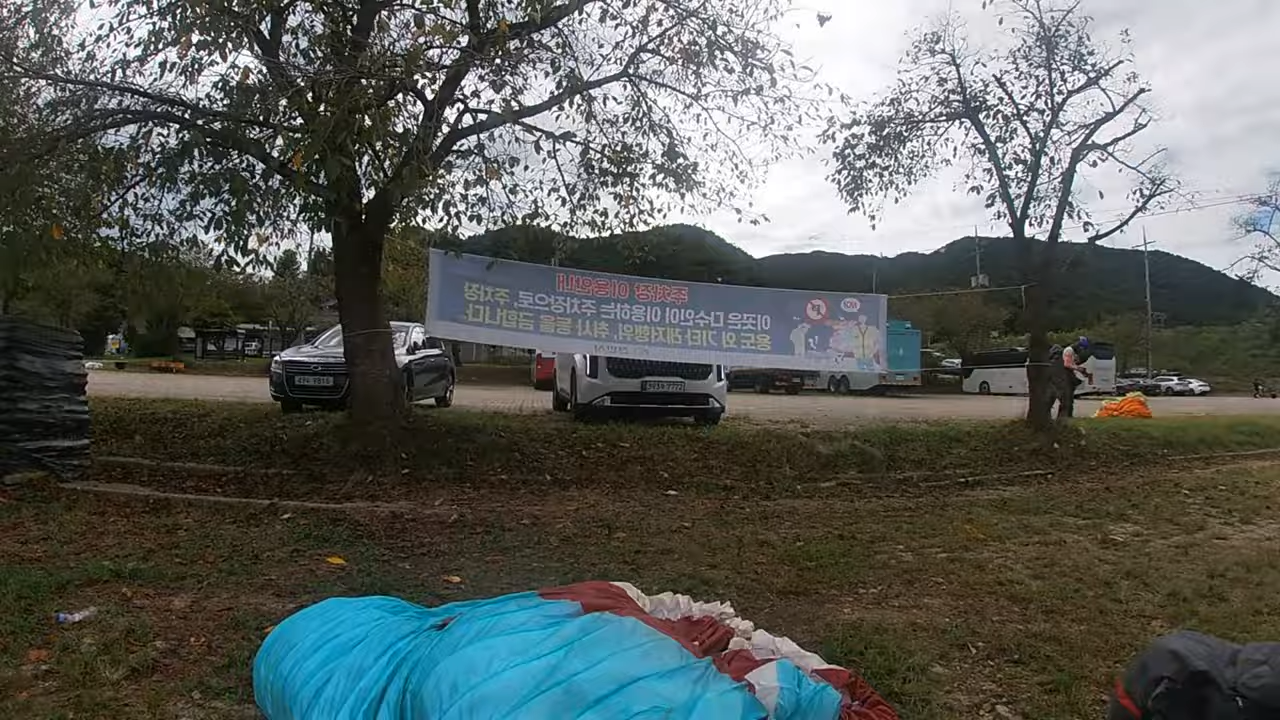 주차장 이용안내
이곳은 다수인이 이용하는 주차장으로, 주차장
용도 외 기타 레저행위, 취사 등을 금합니다.
7772